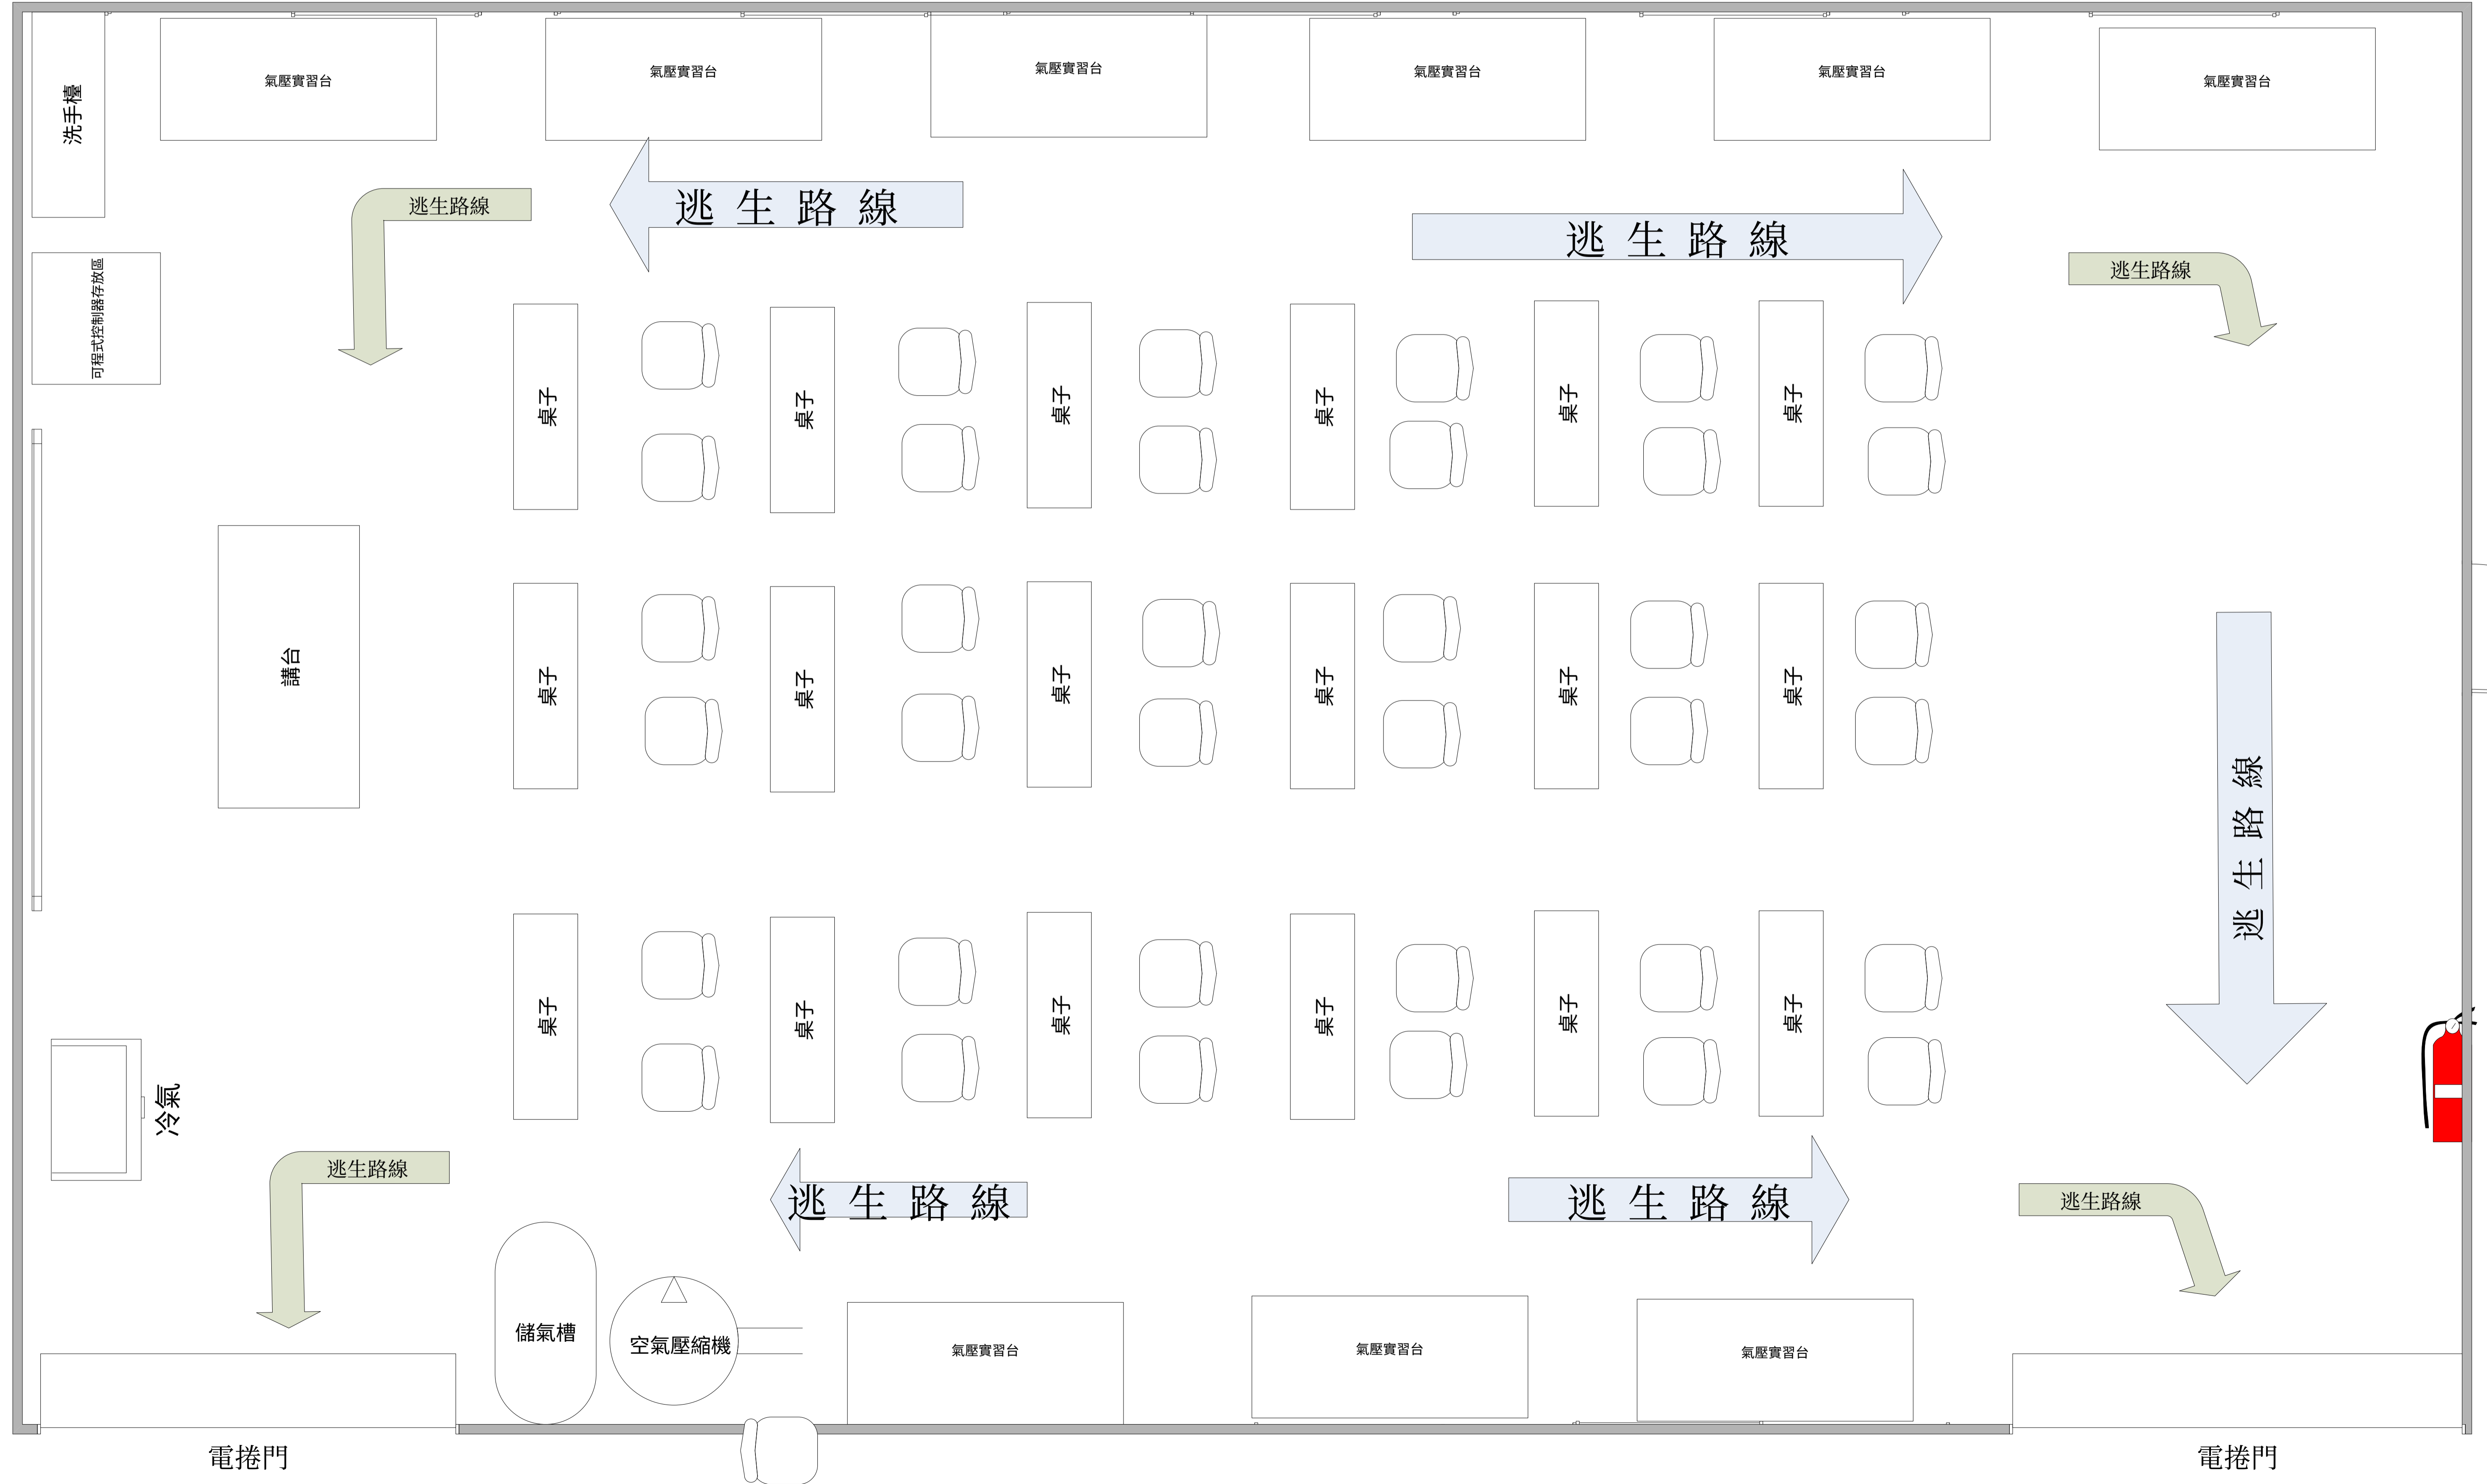 氣壓實習台
氣壓實習台
氣壓實習台
氣壓實習台
氣壓實習台
氣壓實習台
洗手檯
逃生路線
逃生路線
逃生路線
逃生路線
可程式控制器存放區
桌子
桌子
桌子
桌子
桌子
桌子
講台
桌子
桌子
桌子
桌子
桌子
桌子
逃生路線
桌子
桌子
桌子
桌子
桌子
桌子
冷氣
逃生路線
逃生路線
逃生路線
逃生路線
儲氣槽
空氣壓縮機
氣壓實習台
氣壓實習台
氣壓實習台
電捲門
電捲門